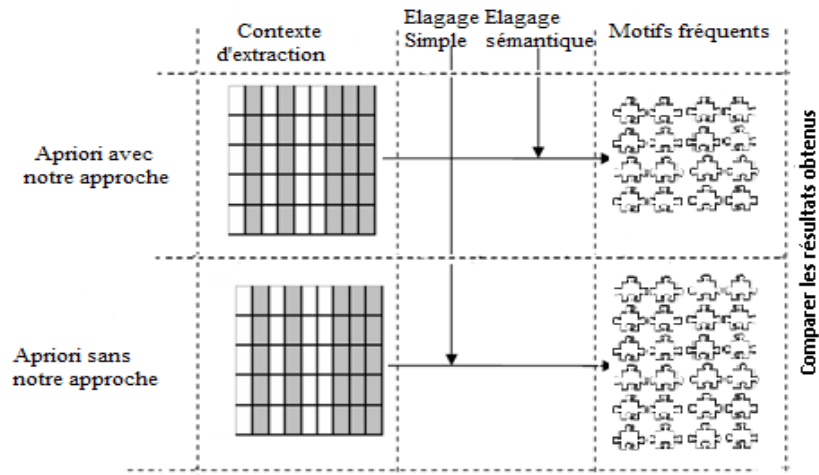 Contexte
d'extraction
Elagage
Simple
Elagage
sémantique
Motifs fréquents
Apriori avec
notre approche
Apriori sans
notre approche
Comparer les résultats obtenus